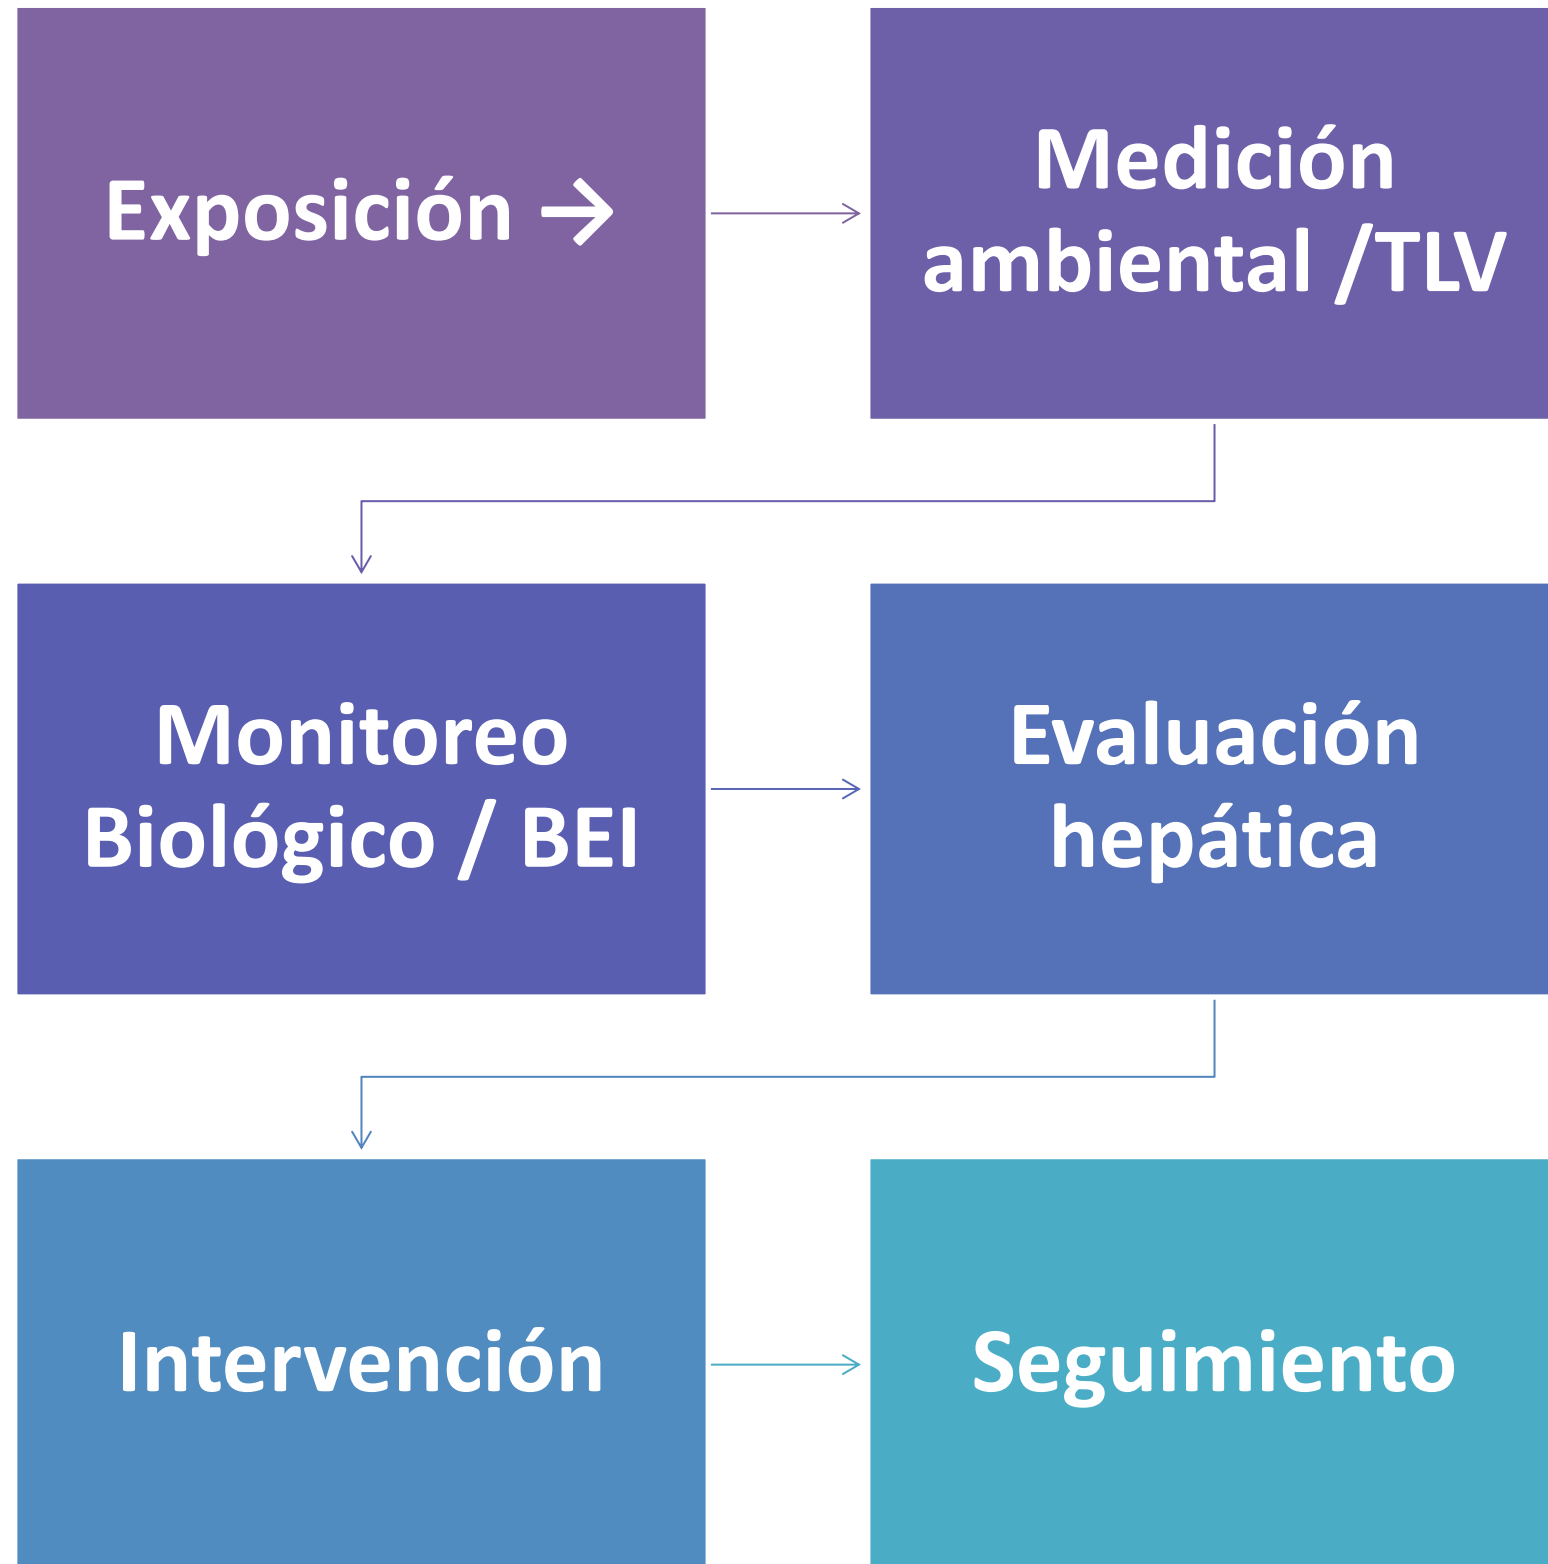 Exposición →
Medición
ambiental /TLV
Monitoreo
Biológico / BEI
Evaluación
hepática
Intervención
Seguimiento